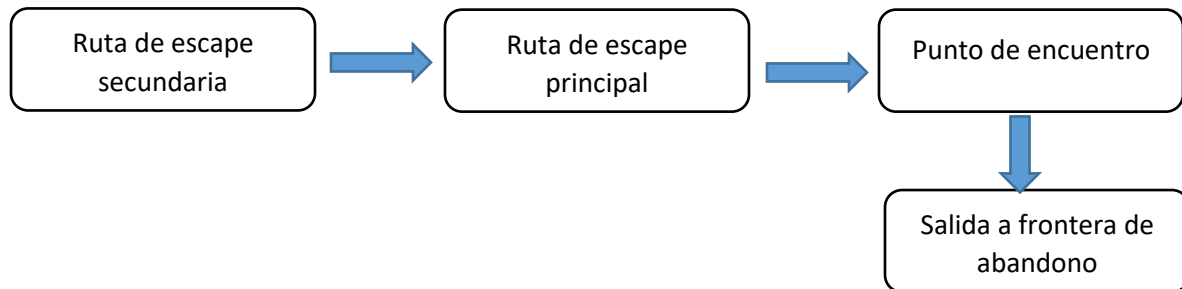 Ruta de escape
secundaria
Ruta de escape
principal
Punto de encuentro
Salida a frontera de
abandono